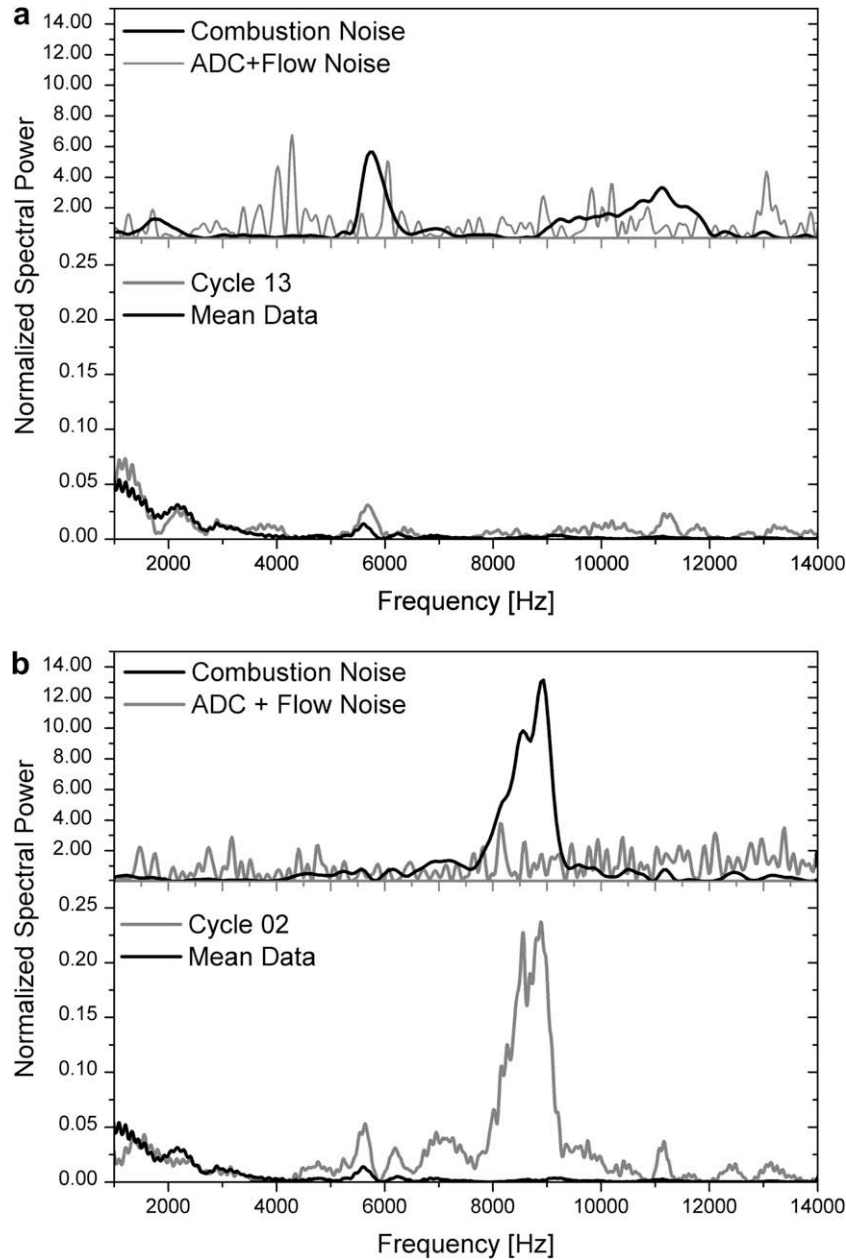 a
14.00
12.00
10.00
8.00
6.00
4.00
2.00
Combustion Noise
ADC+Flow Noise
0.25
0.20
0.15
0.10
0.05
0.00
Cycle 13
Mean Data
Normalized Spectral Power
2000 4000 6000 8000 10000 12000 14000
Frequency [Hz]
b
14.00
12.00
10.00
8.00
6.00
4.00
2.00
Combustion Noise
ADC + Flow Noise
0.25
0.20
0.15
0.10
0.05
0.00
Cycle 02
Mean Data
Normalized Spectral Power
2000 4000 6000 8000 10000 12000 14000
Frequency [Hz]